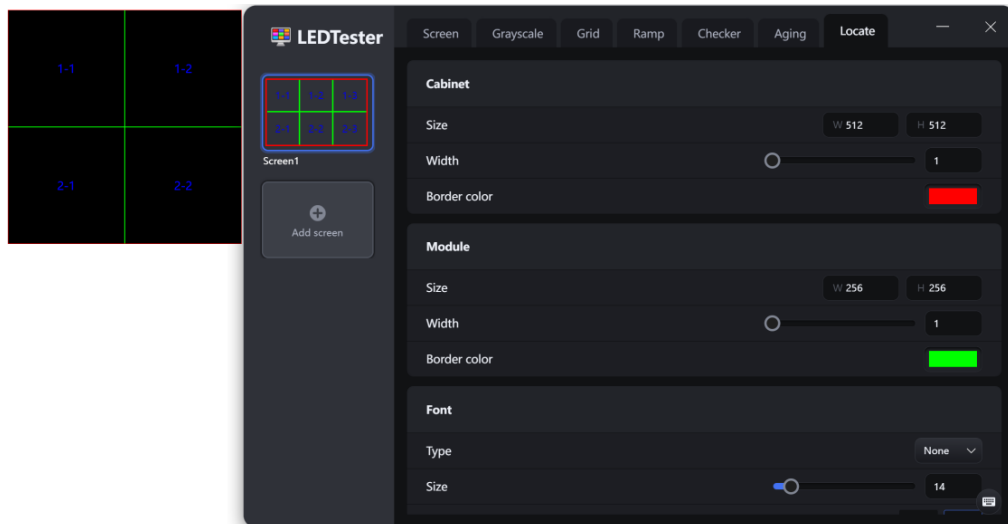 1-1 1-2
2-1 2-2
LEDTester
1-1 1-2 1-3
2-1 2-2 2-3
Screen1
Add screen
Screen Grayscale Grid Ramp Checker Aging Locate
Cabinet
Size W 512 H 512
Width 1
Border color
Module
Size W 256 H 256
Width 1
Border color
Font
Type None
Size 14